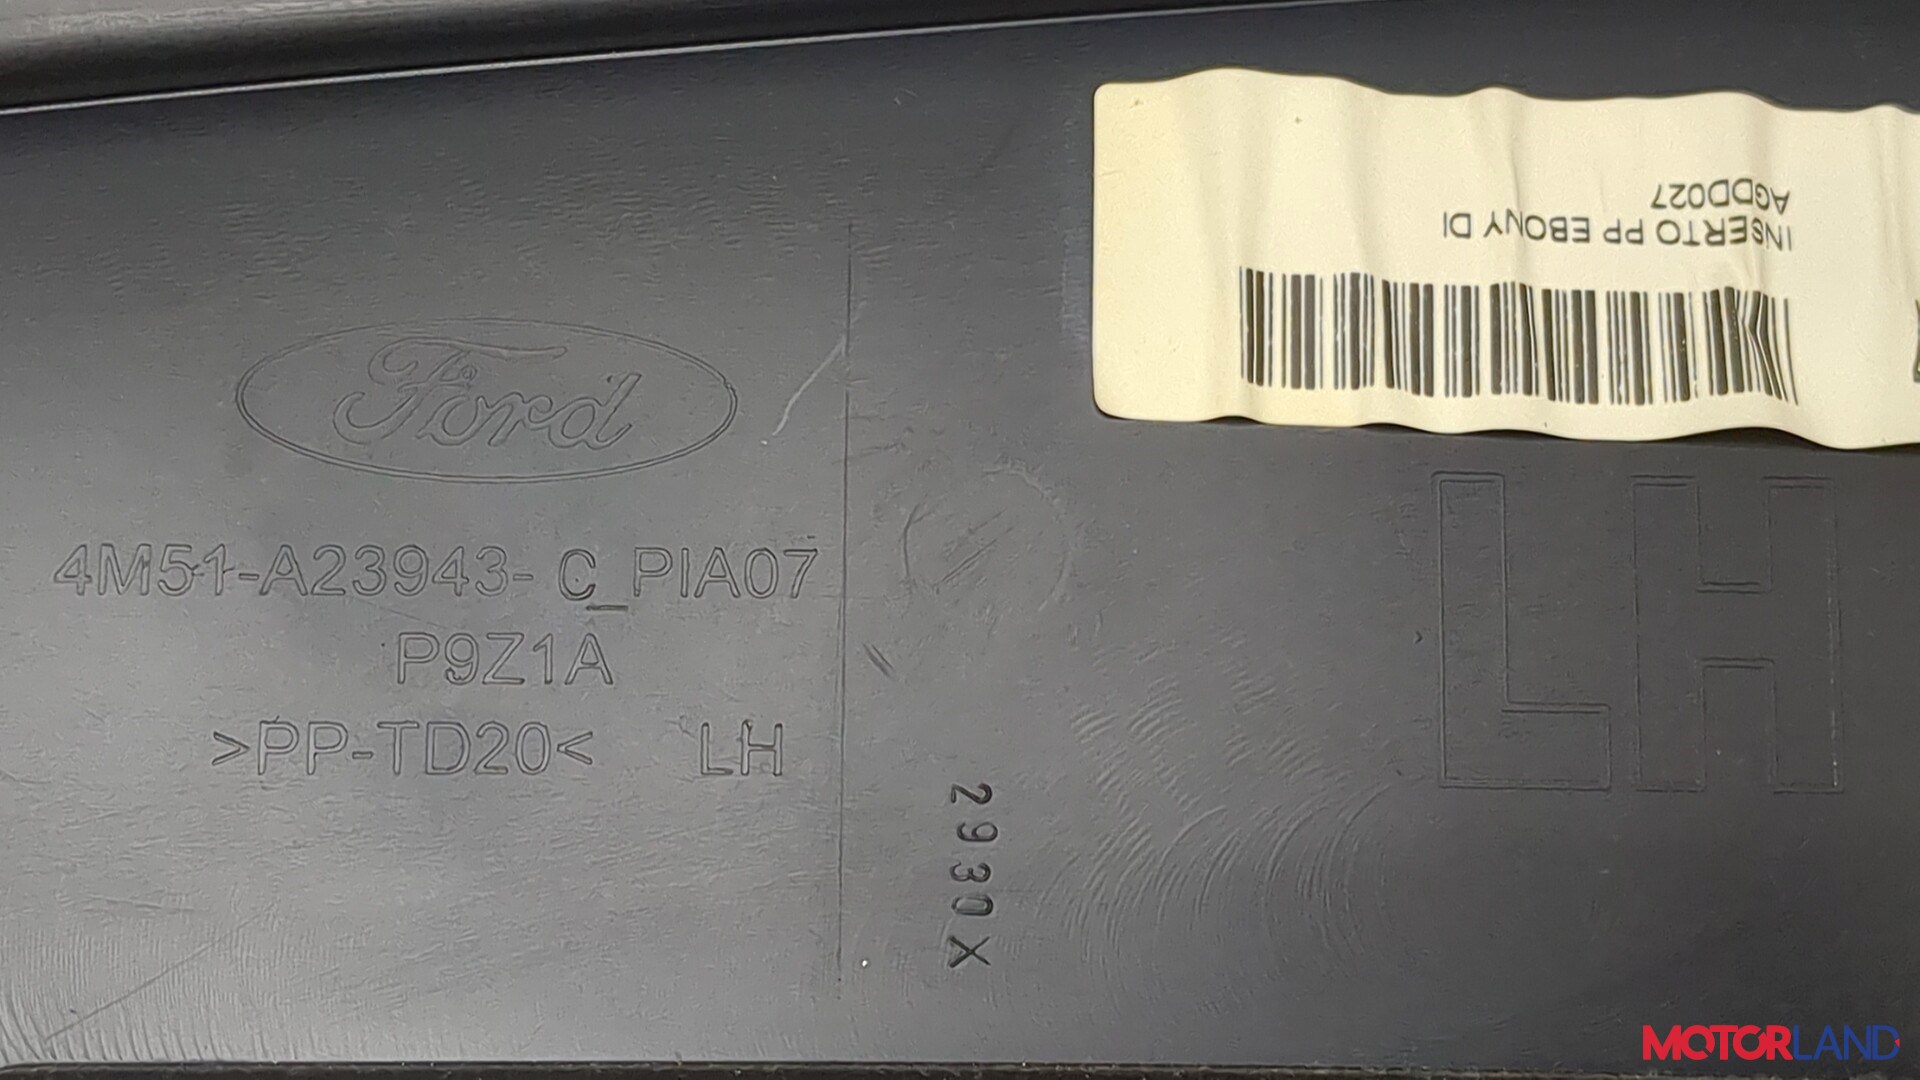 Ford
4M51-A23943- C_PIA07
P9Z1A
>PP-TD20< LH
2930X
INSERTO PP EBONY DI
AGDD027
LH
MOTORLAND